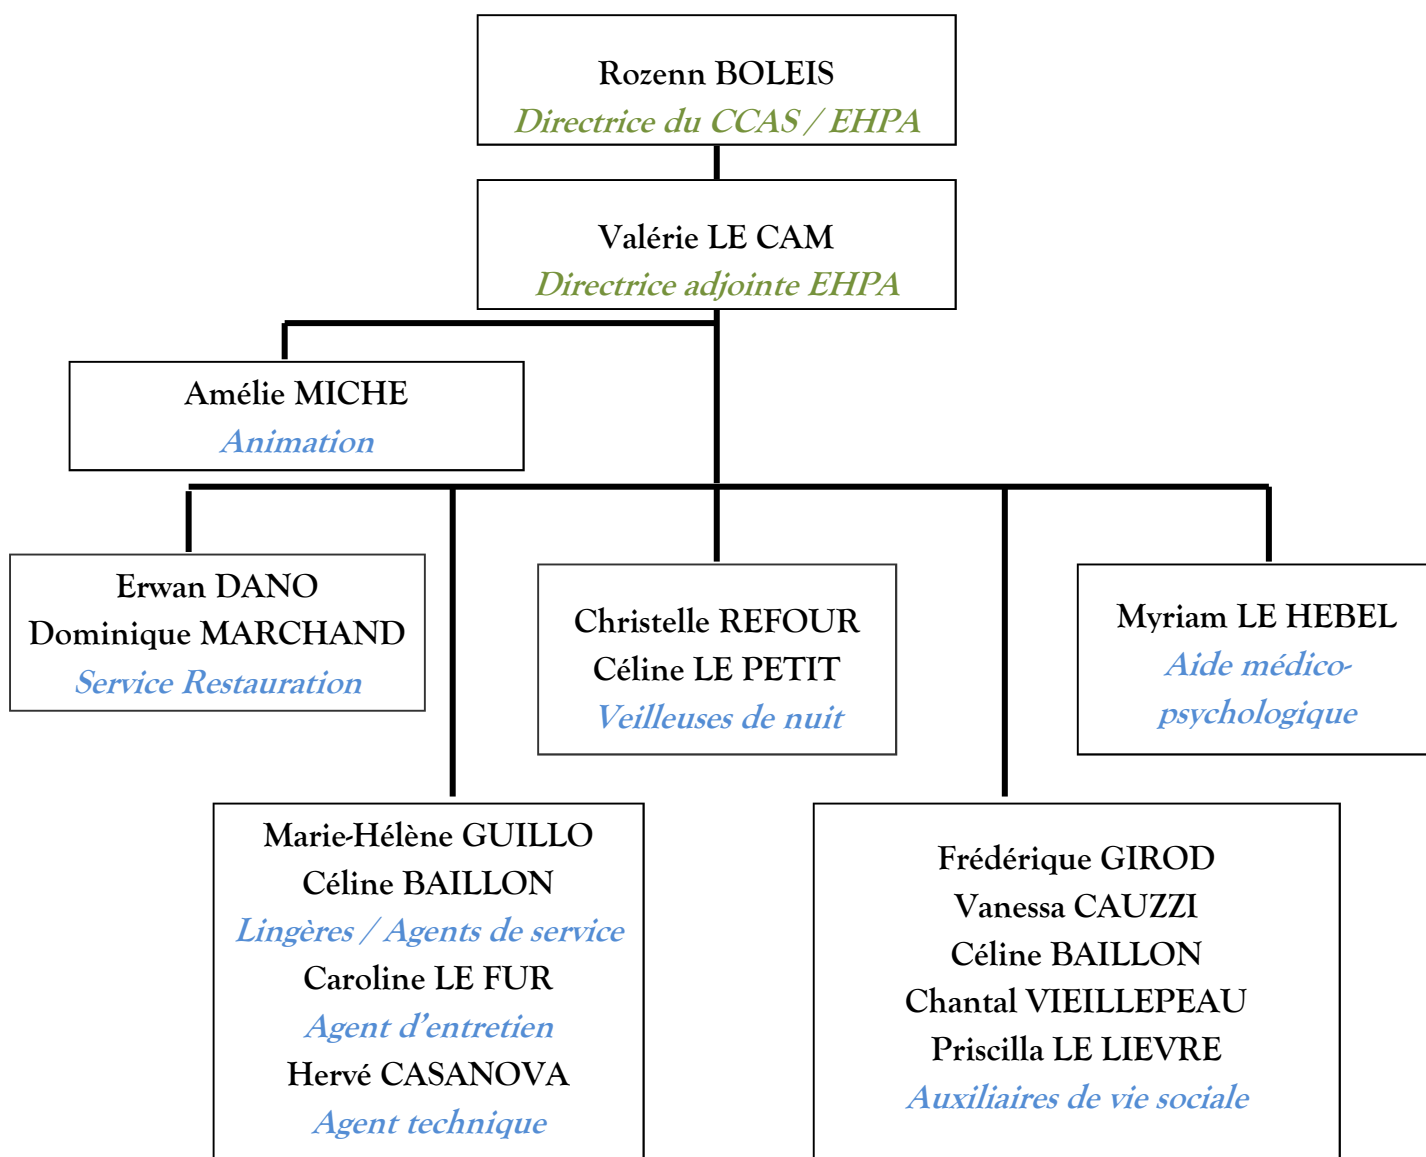 Rozenn BOLEIS
Directrice du CCAS / EHPA
Valérie LE CAM
Directrice adjointe EHPA
Amélie MICHE
Animation
Erwan DANO
Dominique MARCHAND
Service Restauration
Christelle REFOUR
Céline LE PETIT
Veilleuses de nuit
Myriam LE HEBEL
Aide médico-
psychologique
Marie-Hélène GUILLO
Céline BAILLON
Lingères / Agents de service
Caroline LE FUR
Agent d'entretien
Hervé CASANOVA
Agent technique
Frédérique GIROD
Vanessa CAUZZI
Céline BAILLON
Chantal VIEILLEPEAU
Priscilla LE LIEVRE
Auxiliaires de vie sociale